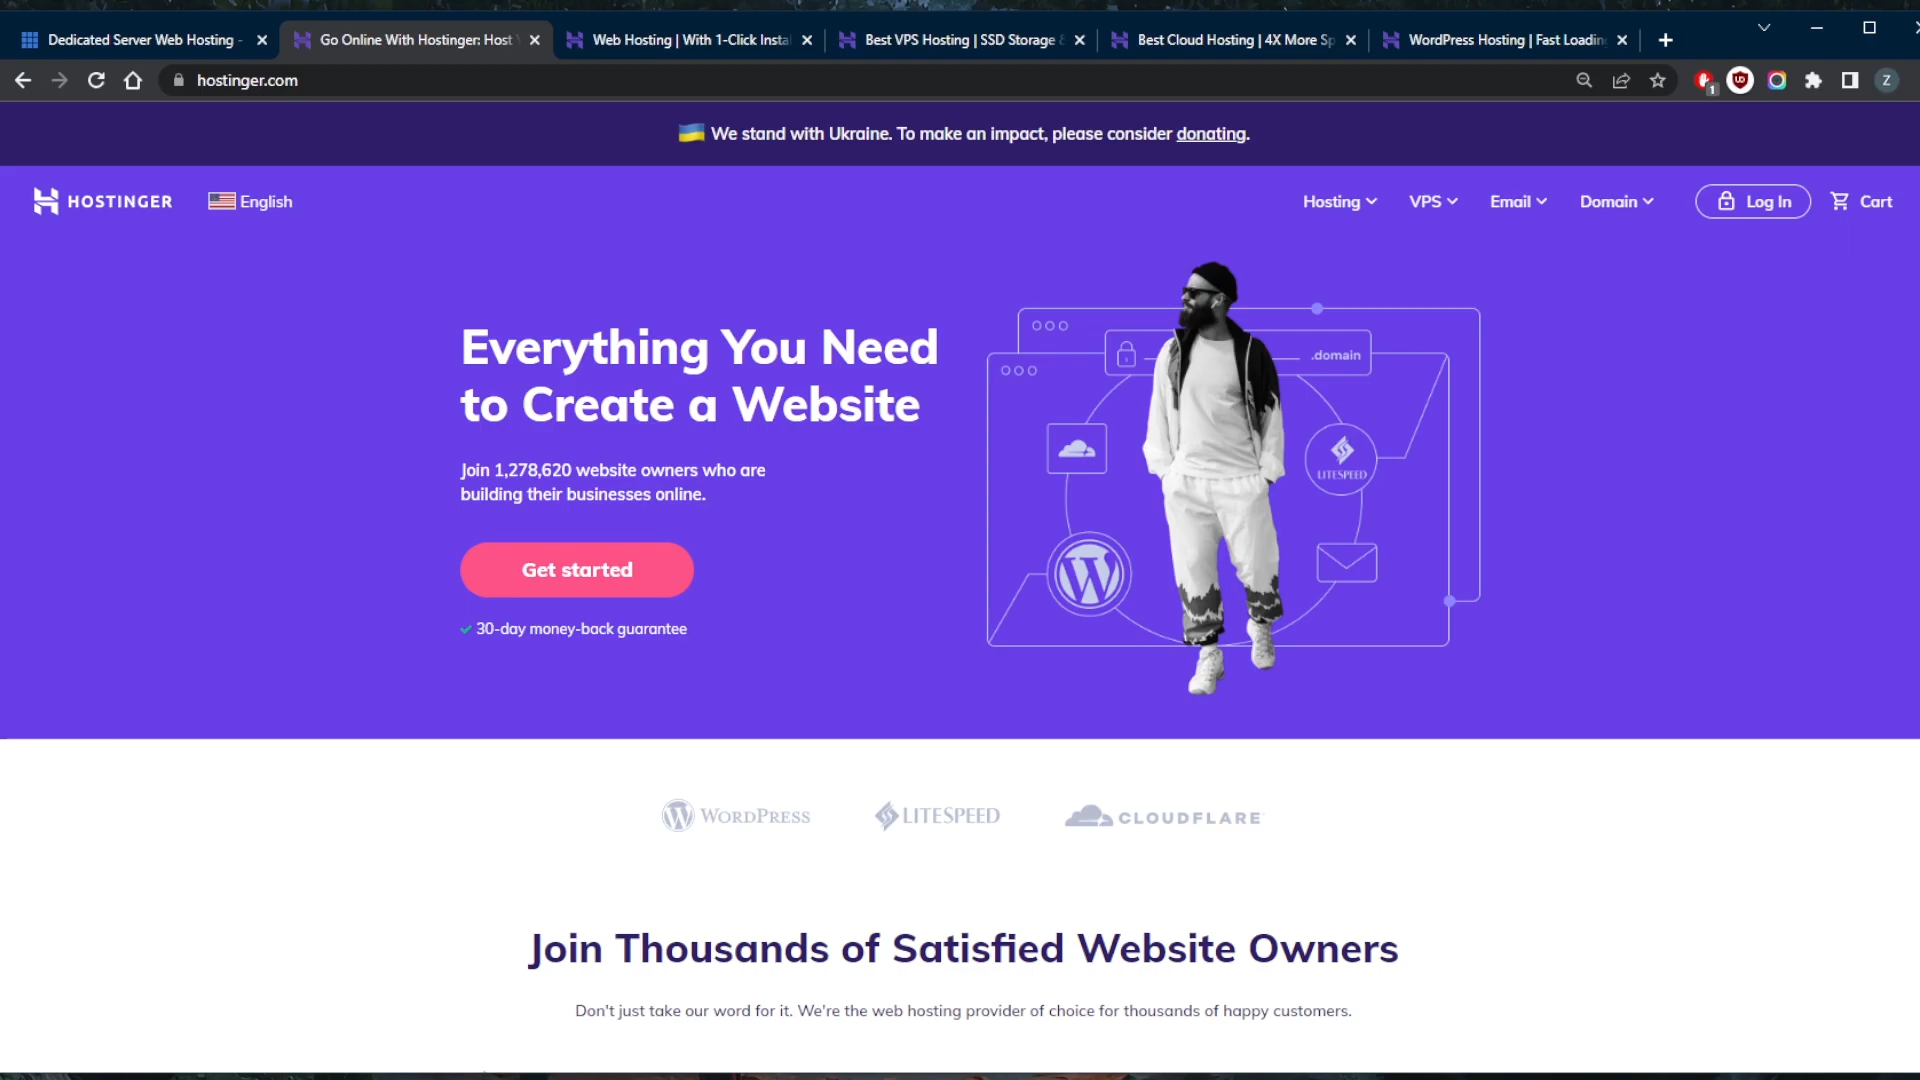 Dedicated Server Web Hosting -
Go Online With Hostinger: Host
Web Hosting | With 1-Click Insta
Best VPS Hosting | SSD Storage &
Best Cloud Hosting | 4X More Sp
WordPress Hosting | Fast Loading
hostinger.com
1
Z
We stand with Ukraine. To make an impact, please consider donating.
HOSTINGER
English
Hosting
VPS
Email
Domain
Log In
Cart
Everything You Need
to Create a Website
Join 1,278,620 website owners who are
building their businesses online.
Get started
30-day money-back guarantee
.domain
LITESPEED
WORDPRESS
LITESPEED
CLOUDFLARE
Join Thousands of Satisfied Website Owners
Don't just take our word for it. We're the web hosting provider of choice for thousands of happy customers.